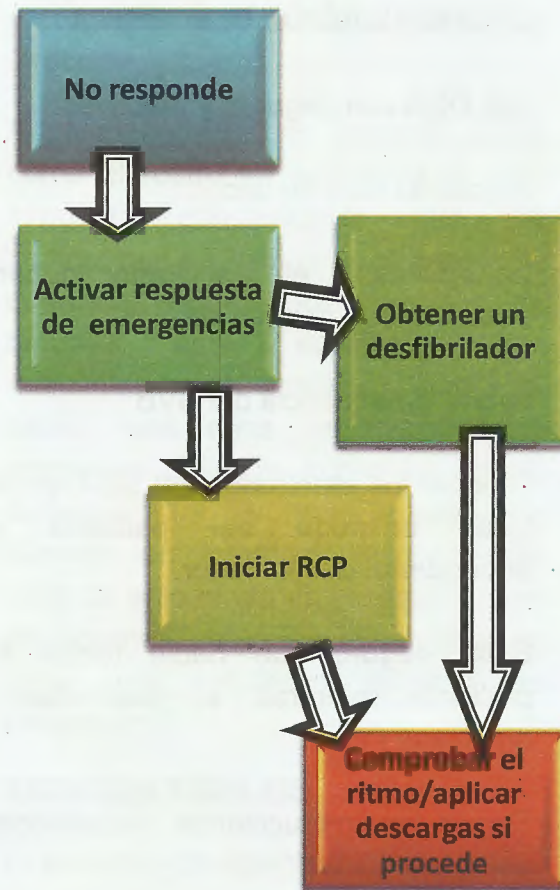 No responde
Activar respuesta
de emergencias
Obtener un
desfibrilador
Iniciar RCP
Comprobar el
ritmo/aplicar
descargas si
procede